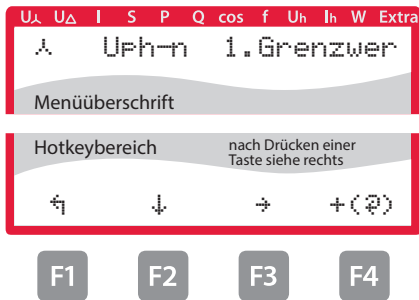 U⅄ U△ I S P Q cos f Uh Ih W Extra
⅄ Uph-n 1.Grenzwer
Menüüberschrift
Hotkeybereich
nach Drücken einer
Taste siehe rechts
↰ ↓ → +(⤾)
F1 F2 F3 F4